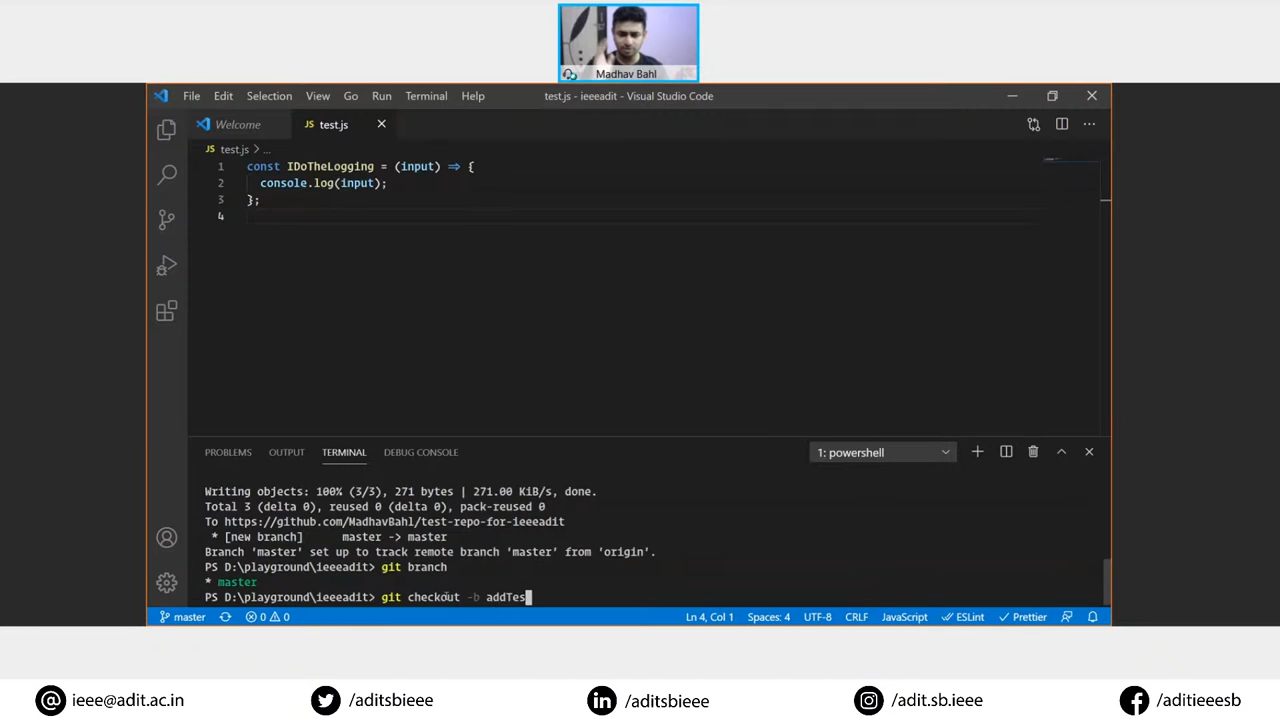 Madhav Bahl
File Edit Selection View Go Run Terminal Help test.js - ieeeadit - Visual Studio Code
Welcome JS test.js
JS test.js > ...
1 const IDoTheLogging = (input) => {
2 console.log(input);
3 };
4
PROBLEMS OUTPUT TERMINAL DEBUG CONSOLE 1: powershell
Writing objects: 100% (3/3), 271 bytes | 271.00 KiB/s, done.
Total 3 (delta 0), reused 0 (delta 0), pack-reused 0
To https://github.com/MadhavBahl/test-repo-for-ieeeadit
* [new branch] master -> master
Branch 'master' set up to track remote branch 'master' from 'origin'.
PS D:\playground\ieeeadit> git branch
* master
PS D:\playground\ieeeadit> git checkout -b addTes
master 0 0 Ln 4, Col 1 Spaces: 4 UTF-8 CRLF JavaScript ESLint Prettier
ieee@adit.ac.in /aditsbieee /aditsbieee /adit.sb.ieee /aditieeesb